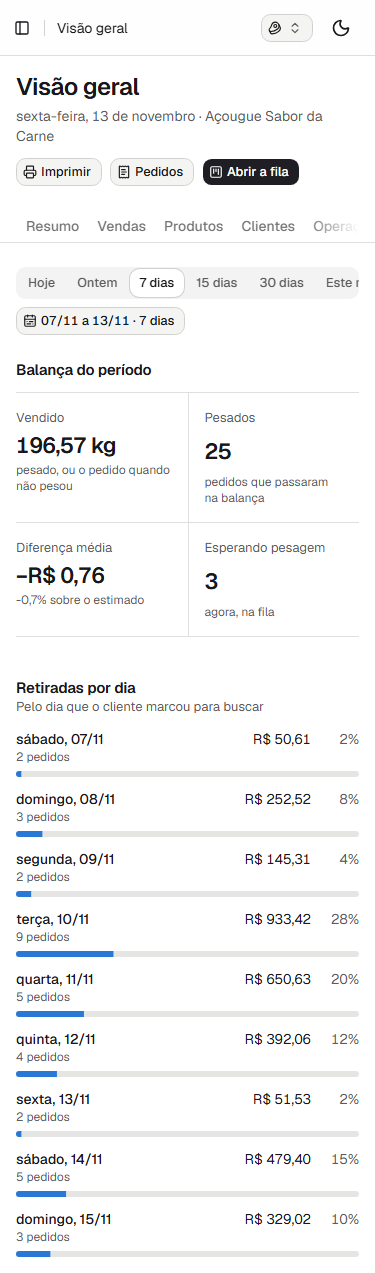 Visão geral
Visão geral
sexta-feira, 13 de novembro · Açougue Sabor da
Carne
Imprimir
Pedidos
Abrir a fila
Resumo
Vendas
Produtos
Clientes
Operac
Hoje
Ontem
7 dias
15 dias
30 dias
Este
07/11 a 13/11 · 7 dias
Balança do período
Vendido
196,57 kg
pesado, ou o pedido quando
não pesou
Pesados
25
pedidos que passaram
na balança
Diferença média
−R$ 0,76
-0,7% sobre o estimado
Esperando pesagem
3
agora, na fila
Retiradas por dia
Pelo dia que o cliente marcou para buscar
sábado, 07/11 R$ 50,61 2%
2 pedidos
domingo, 08/11 R$ 252,52 8%
3 pedidos
segunda, 09/11 R$ 145,31 4%
2 pedidos
terça, 10/11 R$ 933,42 28%
9 pedidos
quarta, 11/11 R$ 650,63 20%
5 pedidos
quinta, 12/11 R$ 392,06 12%
4 pedidos
sexta, 13/11 R$ 51,53 2%
2 pedidos
sábado, 14/11 R$ 479,40 15%
5 pedidos
domingo, 15/11 R$ 329,02 10%
3 pedidos